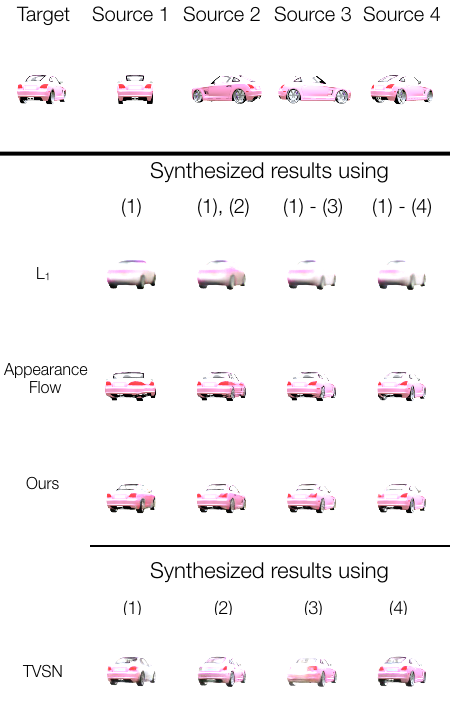 Target Source 1 Source 2 Source 3 Source 4
Synthesized results using
(1) (1), (2) (1) - (3) (1) - (4)
L1
Appearance
Flow
Ours
Synthesized results using
(1) (2) (3) (4)
TVSN